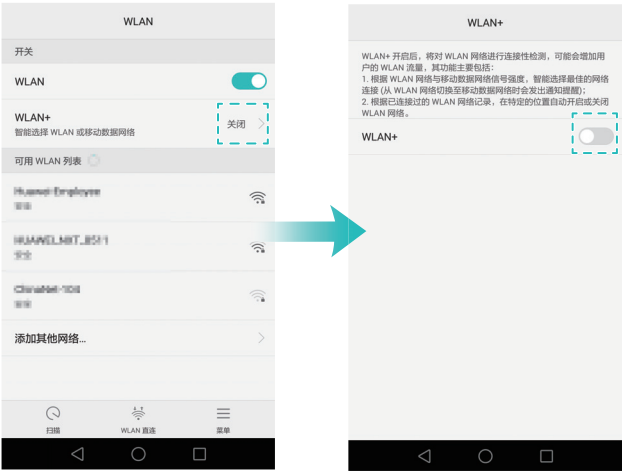 WLAN
开关
WLAN
WLAN+
智能选择 WLAN 或移动数据网络
关闭
可用 WLAN 列表
添加其他网络...
扫描
WLAN 直连
菜单
WLAN+
WLAN+ 开启后，将对 WLAN 网络进行连接性检测，可能会增加用
户的 WLAN 流量，其功能主要包括：
1. 根据 WLAN 网络与移动数据网络信号强度，智能选择最佳的网络
连接 (从 WLAN 网络切换至移动数据网络时会发出通知提醒);
2. 根据已连接过的 WLAN 网络记录，在特定的位置自动开启或关闭
WLAN 网络。
WLAN+